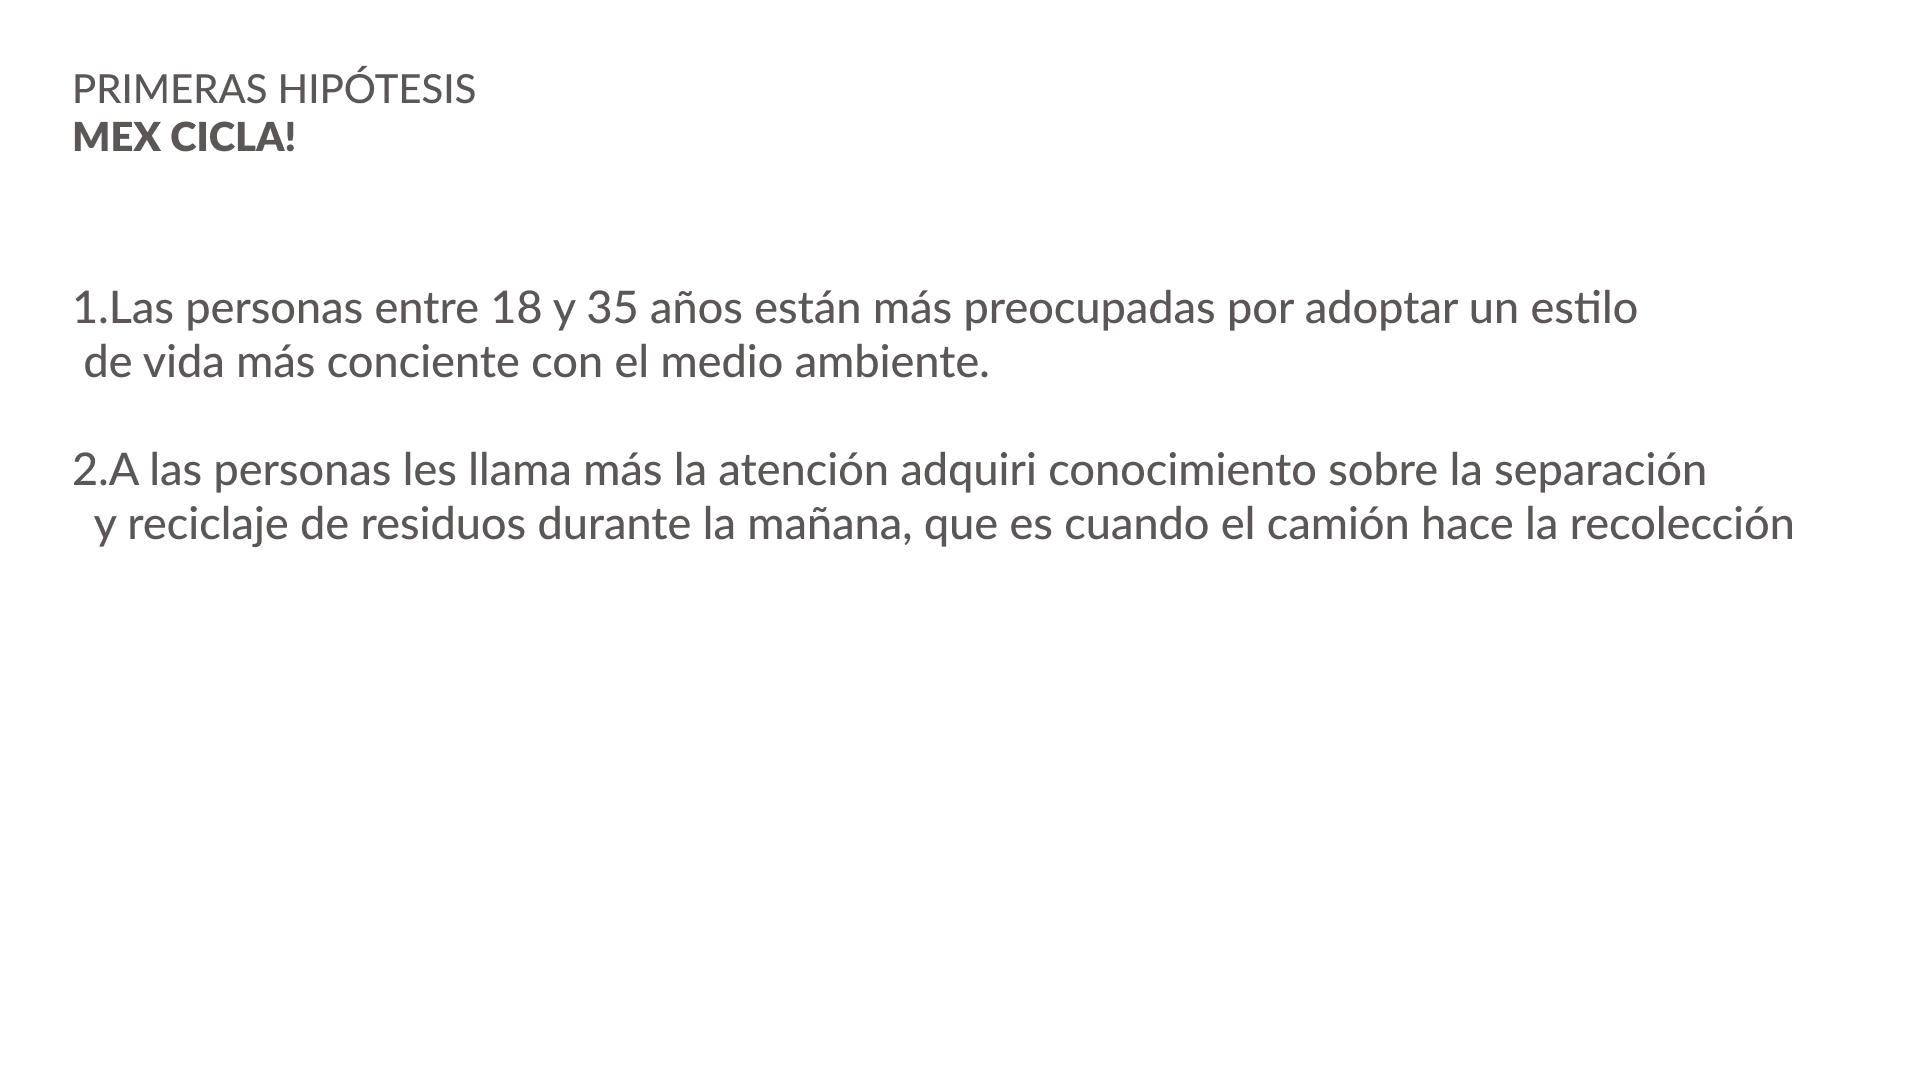 PRIMERAS HIPÓTESIS
MEX CICLA!
1.Las personas entre 18 y 35 años están más preocupadas por adoptar un estilo
de vida más conciente con el medio ambiente.
2.A las personas les llama más la atención adquiri conocimiento sobre la separación
y reciclaje de residuos durante la mañana, que es cuando el camión hace la recolección